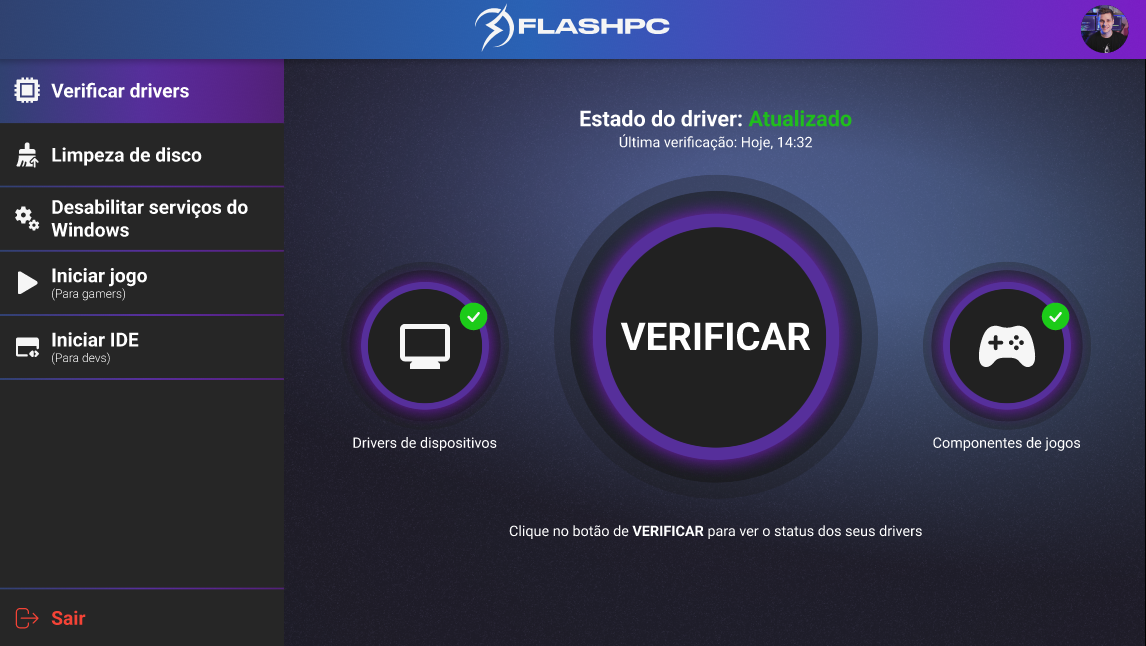 FLASHPC
Verificar drivers
Limpeza de disco
Desabilitar serviços do
Windows
Iniciar jogo
(Para gamers)
Iniciar IDE
(Para devs)
Sair
Estado do driver: Atualizado
Última verificação: Hoje, 14:32
VERIFICAR
Drivers de dispositivos
Componentes de jogos
Clique no botão de VERIFICAR para ver o status dos seus drivers